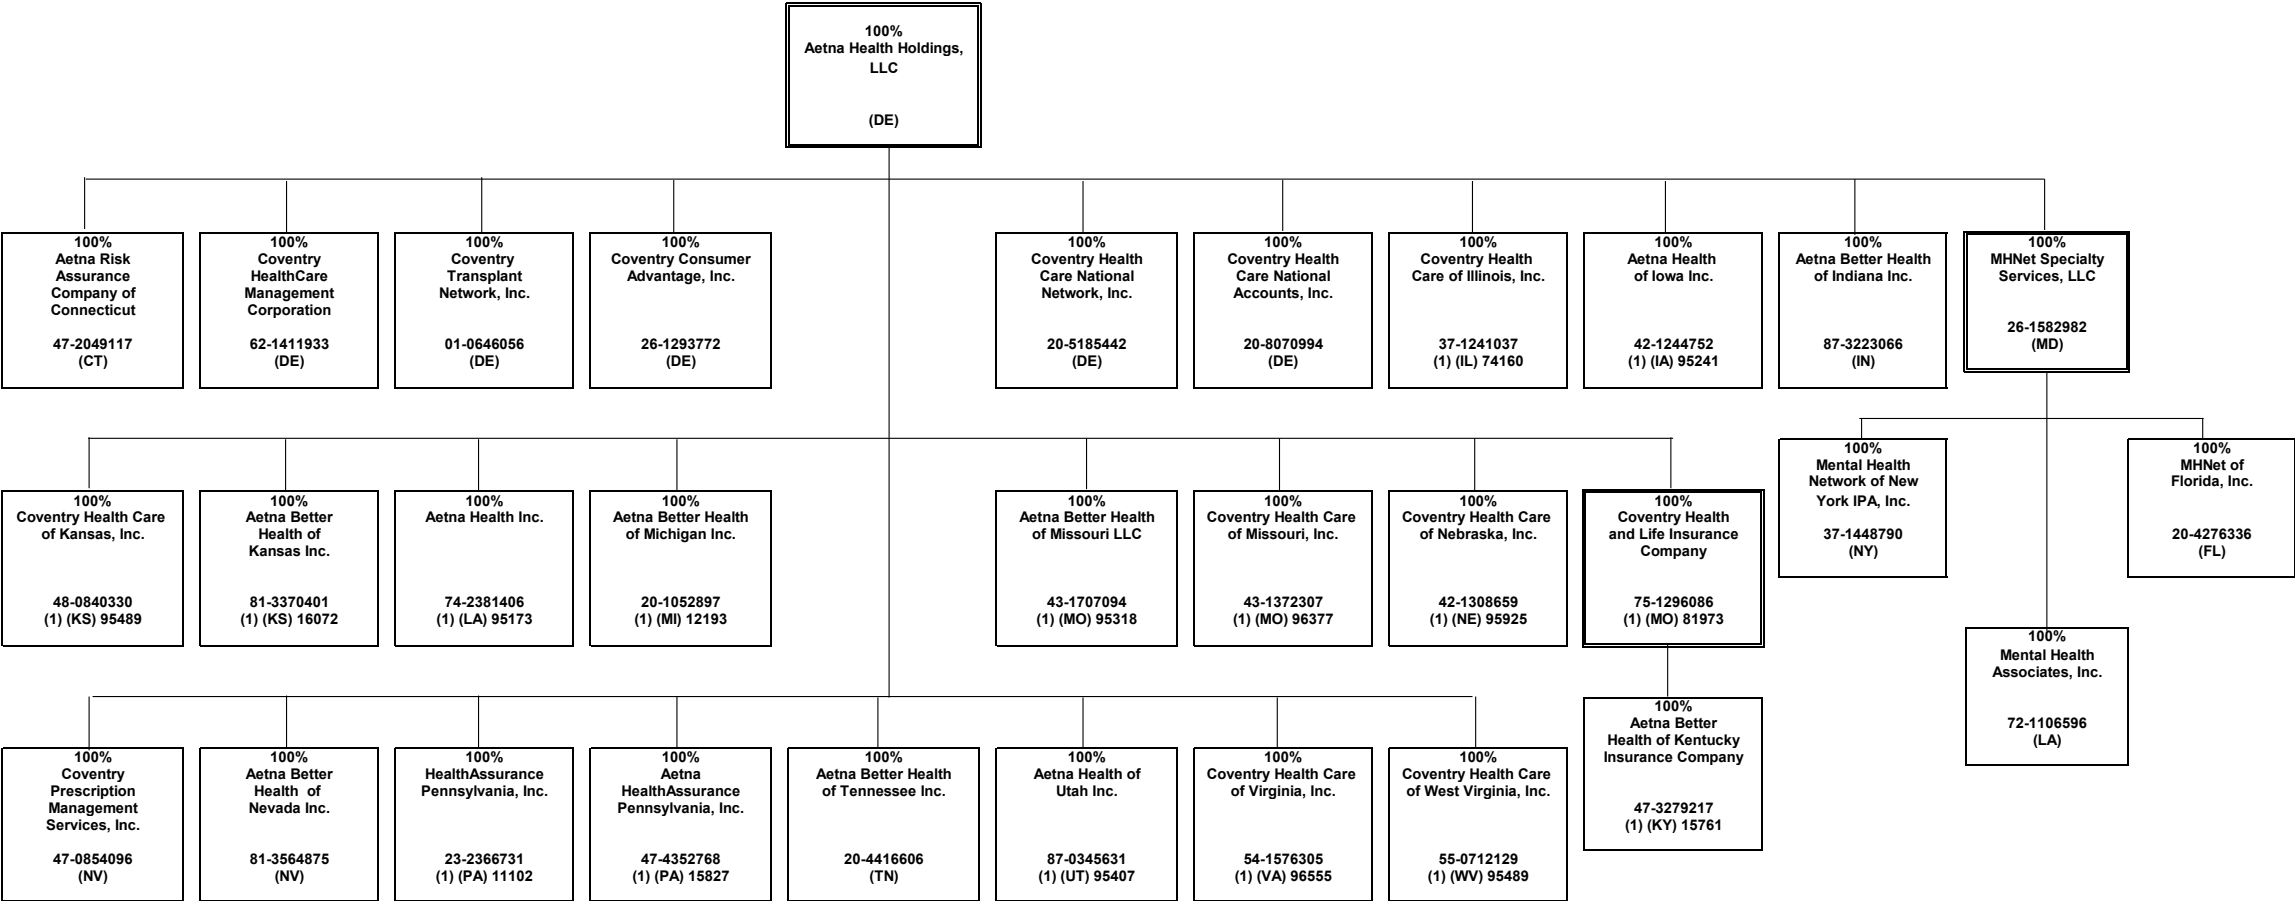 100%
Aetna Health Holdings,
LLC
(DE)
100%
Aetna Risk
Assurance
Company of
Connecticut
47-2049117
(CT)
100%
Coventry
HealthCare
Management
Corporation
62-1411933
(DE)
100%
Coventry
Transplant
Network, Inc.
01-0646056
(DE)
100%
Coventry Consumer
Advantage, Inc.
26-1293772
(DE)
100%
Coventry Health
Care National
Network, Inc.
20-5185442
(DE)
100%
Coventry Health
Care National
Accounts, Inc.
20-8070994
(DE)
100%
Coventry Health
Care of Illinois, Inc.
37-1241037
(1) (IL) 74160
100%
Aetna Health
of Iowa Inc.
42-1244752
(1) (IA) 95241
100%
Aetna Better Health
of Indiana Inc.
87-3223066
(IN)
100%
MHNet Specialty
Services, LLC
26-1582982
(MD)
100%
Mental Health
Network of New
York IPA, Inc.
37-1448790
(NY)
100%
MHNet of
Florida, Inc.
20-4276336
(FL)
100%
Coventry Health Care
of Kansas, Inc.
48-0840330
(1) (KS) 95489
100%
Aetna Better
Health of
Kansas Inc.
81-3370401
(1) (KS) 16072
100%
Aetna Health Inc.
74-2381406
(1) (LA) 95173
100%
Aetna Better Health
of Michigan Inc.
20-1052897
(1) (MI) 12193
100%
Aetna Better Health
of Missouri LLC
43-1707094
(1) (MO) 95318
100%
Coventry Health Care
of Missouri, Inc.
43-1372307
(1) (MO) 96377
100%
Coventry Health Care
of Nebraska, Inc.
42-1308659
(1) (NE) 95925
100%
Coventry Health
and Life Insurance
Company
75-1296086
(1) (MO) 81973
100%
Mental Health
Associates, Inc.
72-1106596
(LA)
100%
Aetna Better
Health of Kentucky
Insurance Company
47-3279217
(1) (KY) 15761
100%
Coventry
Prescription
Management
Services, Inc.
47-0854096
(NV)
100%
Aetna Better
Health of
Nevada Inc.
81-3564875
(NV)
100%
HealthAssurance
Pennsylvania, Inc.
23-2366731
(1) (PA) 11102
100%
Aetna
HealthAssurance
Pennsylvania, Inc.
47-4352768
(1) (PA) 15827
100%
Aetna Better Health
of Tennessee Inc.
20-4416606
(TN)
100%
Aetna Health of
Utah Inc.
87-0345631
(1) (UT) 95407
100%
Coventry Health Care
of Virginia, Inc.
54-1576305
(1) (VA) 96555
100%
Coventry Health Care
of West Virginia, Inc.
55-0712129
(1) (WV) 95489